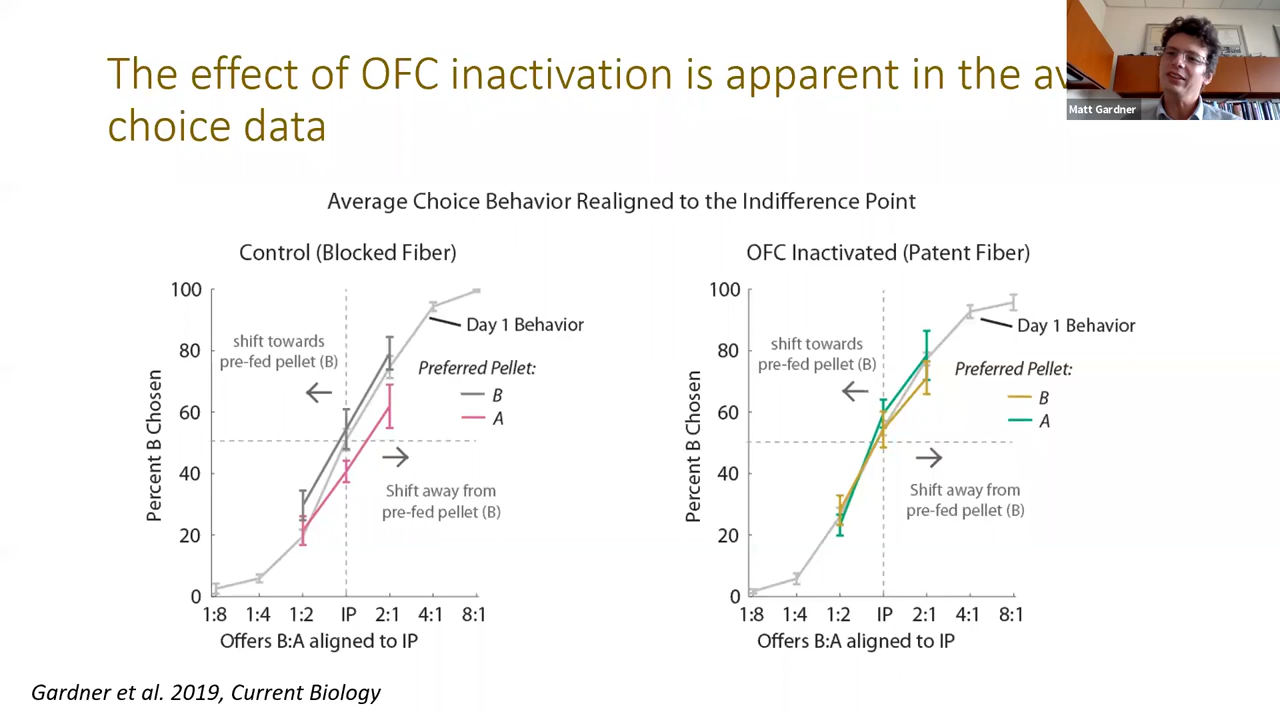 The effect of OFC inactivation is apparent in the
choice data
Matt Gardner
Average Choice Behavior Realigned to the Indifference Point
Control (Blocked Fiber)
100
80
60
40
20
0
Percent B Chosen
shift towards
pre-fed pellet (B)
Day 1 Behavior
Preferred Pellet:
B
A
Shift away from
pre-fed pellet (B)
1:8 1:4 1:2 IP 2:1 4:1 8:1
Offers B:A aligned to IP
OFC Inactivated (Patent Fiber)
100
80
60
40
20
0
Percent B Chosen
shift towards
pre-fed pellet (B)
Day 1 Behavior
Preferred Pellet:
B
A
Shift away from
pre-fed pellet (B)
1:8 1:4 1:2 IP 2:1 4:1 8:1
Offers B:A aligned to IP
Gardner et al. 2019, Current Biology